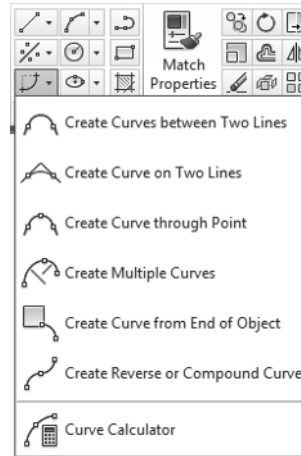 Match
Properties
Create Curves between Two Lines
Create Curve on Two Lines
Create Curve through Point
Create Multiple Curves
Create Curve from End of Object
Create Reverse or Compound Curve
Curve Calculator